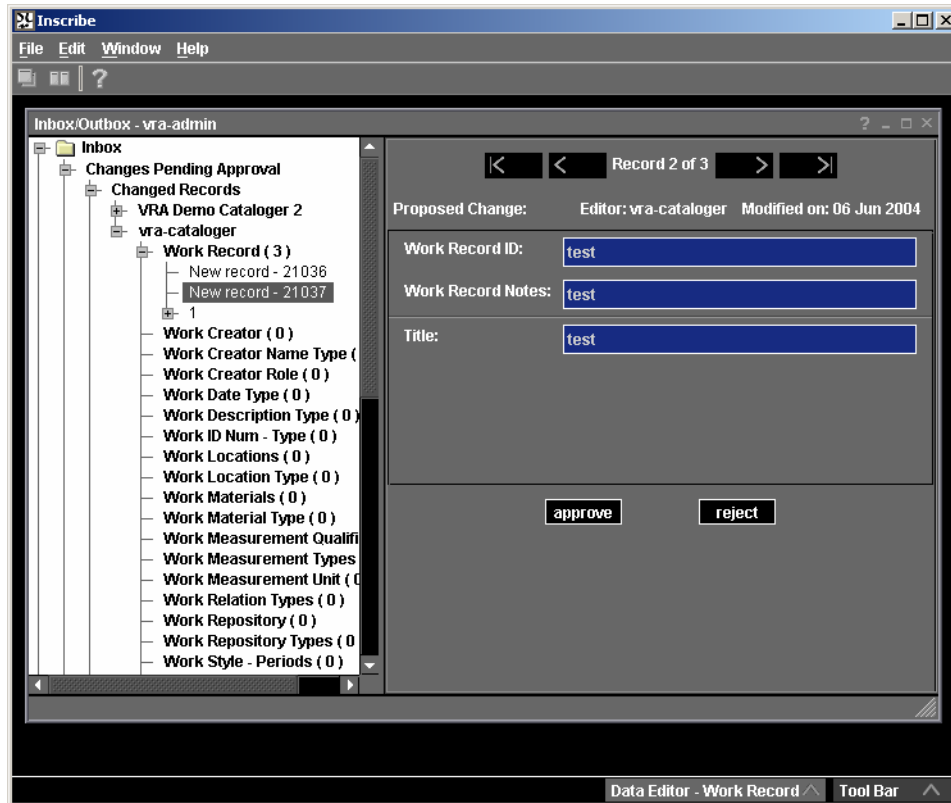 Inscribe
File Edit Window Help
?
Inbox/Outbox - vra-admin
Inbox
Changes Pending Approval
Changed Records
VRA Demo Cataloger 2
vra-cataloger
Work Record ( 3 )
New record - 21036
New record - 21037
1
Work Creator ( 0 )
Work Creator Name Type (
Work Creator Role ( 0 )
Work Date Type ( 0 )
Work Description Type ( 0 )
Work ID Num - Type ( 0 )
Work Locations ( 0 )
Work Location Type ( 0 )
Work Materials ( 0 )
Work Material Type ( 0 )
Work Measurement Qualifi
Work Measurement Types
Work Measurement Unit ( 0
Work Relation Types ( 0 )
Work Repository ( 0 )
Work Repository Types ( 0
Work Style - Periods ( 0 )
Record 2 of 3
Proposed Change: Editor: vra-cataloger Modified on: 06 Jun 2004
Work Record ID: test
Work Record Notes: test
Title: test
approve reject
Data Editor - Work Record Tool Bar